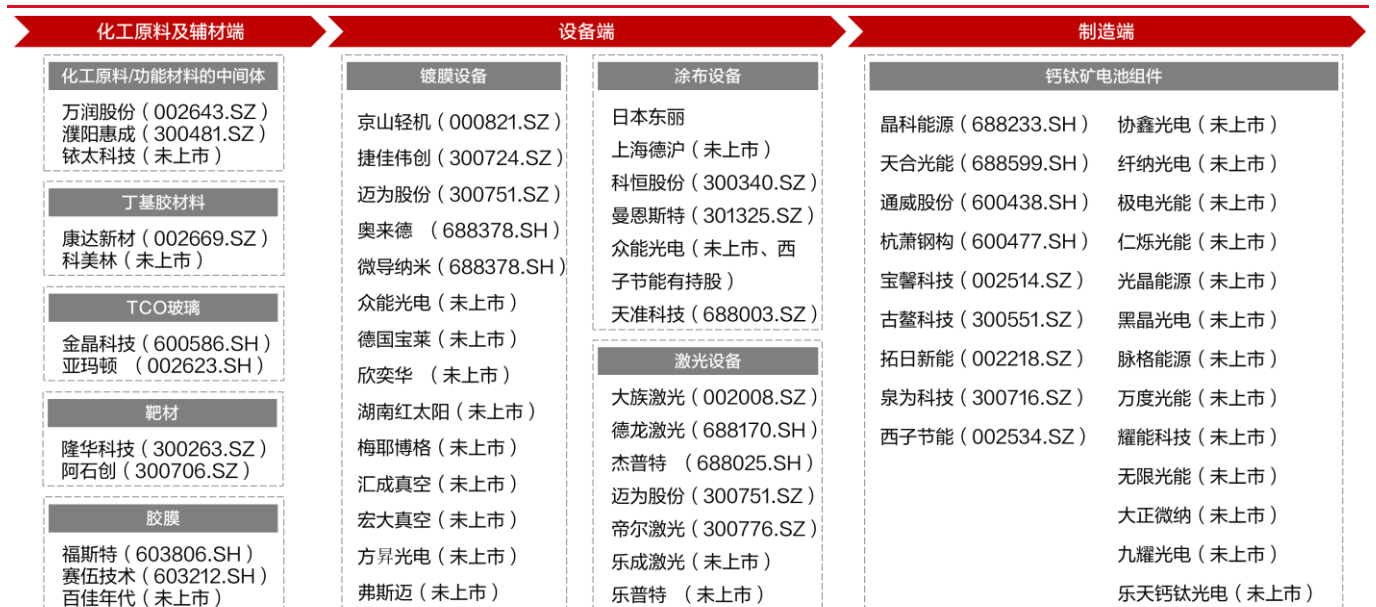 化工原料及辅材端
设备端
制造端
化工原料/功能材料的中间体
万润股份（002643.SZ）
濮阳惠成（300481.SZ）
铱太科技（未上市）
丁基胶材料
康达新材（002669.SZ）
科美林（未上市）
TCO玻璃
金晶科技（600586.SH）
亚玛顿 （002623.SH）
靶材
隆华科技（300263.SZ）
阿石创（300706.SZ）
胶膜
福斯特（603806.SH）
赛伍技术（603212.SH）
百佳年代（未上市）
镀膜设备
京山轻机（000821.SZ）
捷佳伟创（300724.SZ）
迈为股份（300751.SZ）
奥来德 （688378.SH）
微导纳米（688378.SH）
众能光电（未上市）
德国宝莱（未上市）
欣奕华 （未上市）
湖南红太阳（未上市）
梅耶博格（未上市）
汇成真空（未上市）
宏大真空（未上市）
方昇光电（未上市）
弗斯迈（未上市）
涂布设备
日本东丽
上海德沪（未上市）
科恒股份（300340.SZ）
曼恩斯特（301325.SZ）
众能光电（未上市、西
子节能有持股）
天准科技（688003.SZ）
激光设备
大族激光（002008.SZ）
德龙激光（688170.SH）
杰普特 （688025.SH）
迈为股份（300751.SZ）
帝尔激光（300776.SZ）
乐成激光（未上市）
乐普特 （未上市）
钙钛矿电池组件
晶科能源（688233.SH）
天合光能（688599.SH）
通威股份（600438.SH）
杭萧钢构（600477.SH）
宝馨科技（002514.SZ）
古鳌科技（300551.SZ）
拓日新能（002218.SZ）
泉为科技（300716.SZ）
西子节能（002534.SZ）
协鑫光电（未上市）
纤纳光电（未上市）
极电光能（未上市）
仁烁光能（未上市）
光晶能源（未上市）
黑晶光电（未上市）
脉格能源（未上市）
万度光能（未上市）
耀能科技（未上市）
无限光能（未上市）
大正微纳（未上市）
九耀光电（未上市）
乐天钙钛光电（未上市）